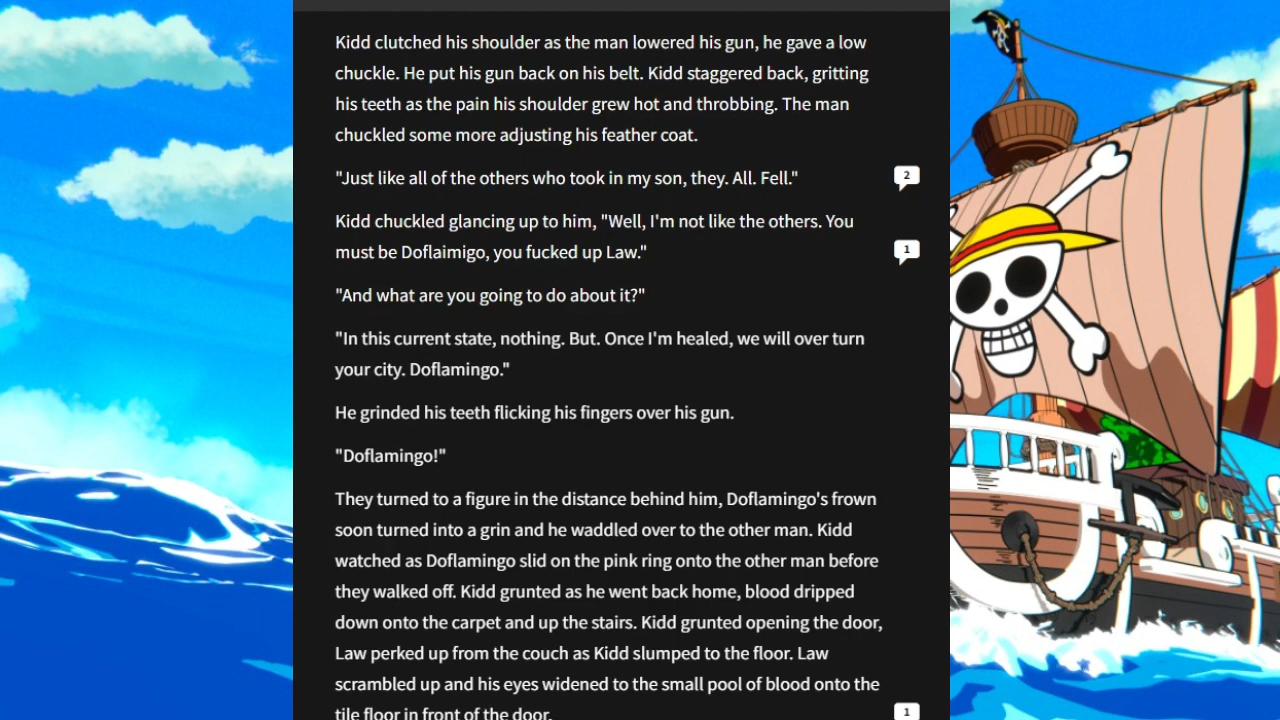 Kidd clutched his shoulder as the man lowered his gun, he gave a low
chuckle. He put his gun back on his belt. Kidd staggered back, gritting
his teeth as the pain his shoulder grew hot and throbbing. The man
chuckled some more adjusting his feather coat.
"Just like all of the others who took in my son, they. All. Fell."
2
Kidd chuckled glancing up to him, "Well, I'm not like the others. You
must be Doflaimigo, you fucked up Law."
1
"And what are you going to do about it?"
"In this current state, nothing. But. Once I'm healed, we will over turn
your city. Doflamingo."
He grinded his teeth flicking his fingers over his gun.
"Doflamingo!"
They turned to a figure in the distance behind him, Doflamingo's frown
soon turned into a grin and he waddled over to the other man. Kidd
watched as Doflamingo slid on the pink ring onto the other man before
they walked off. Kidd grunted as he went back home, blood dripped
down onto the carpet and up the stairs. Kidd grunted opening the door,
Law perked up from the couch as Kidd slumped to the floor. Law
scrambled up and his eyes widened to the small pool of blood onto the
tile floor in front of the door.
1